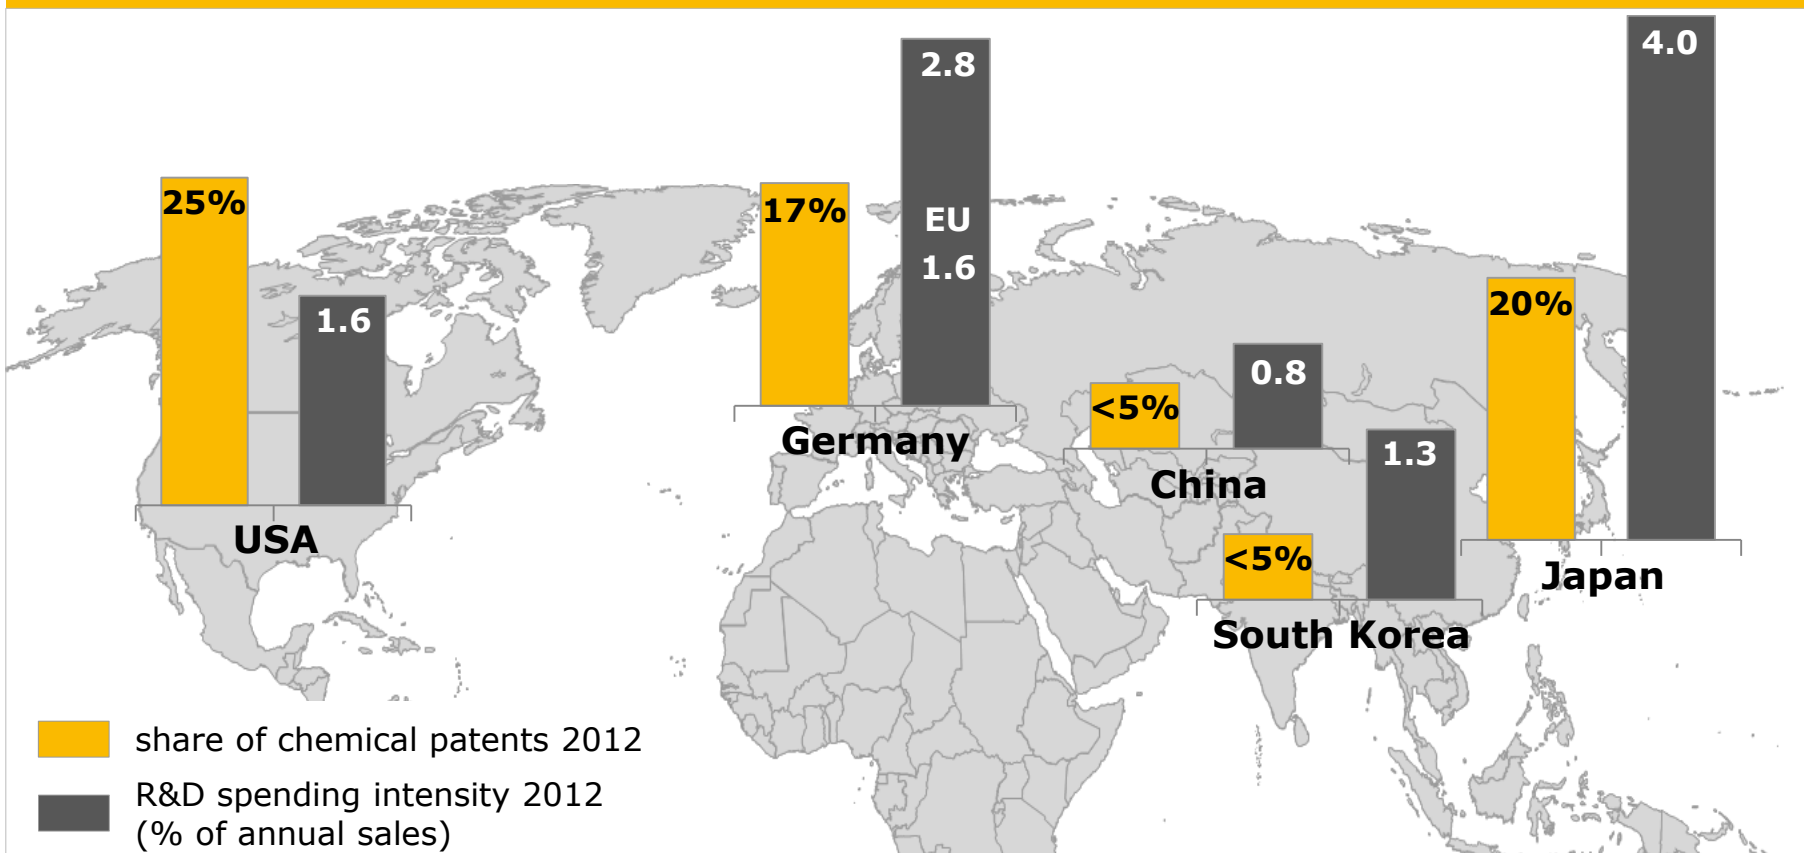 25%
1.6
USA
17%
2.8
EU
1.6
Germany
<5%
0.8
China
<5%
1.3
South Korea
20%
4.0
Japan
share of chemical patents 2012
R&D spending intensity 2012
(% of annual sales)